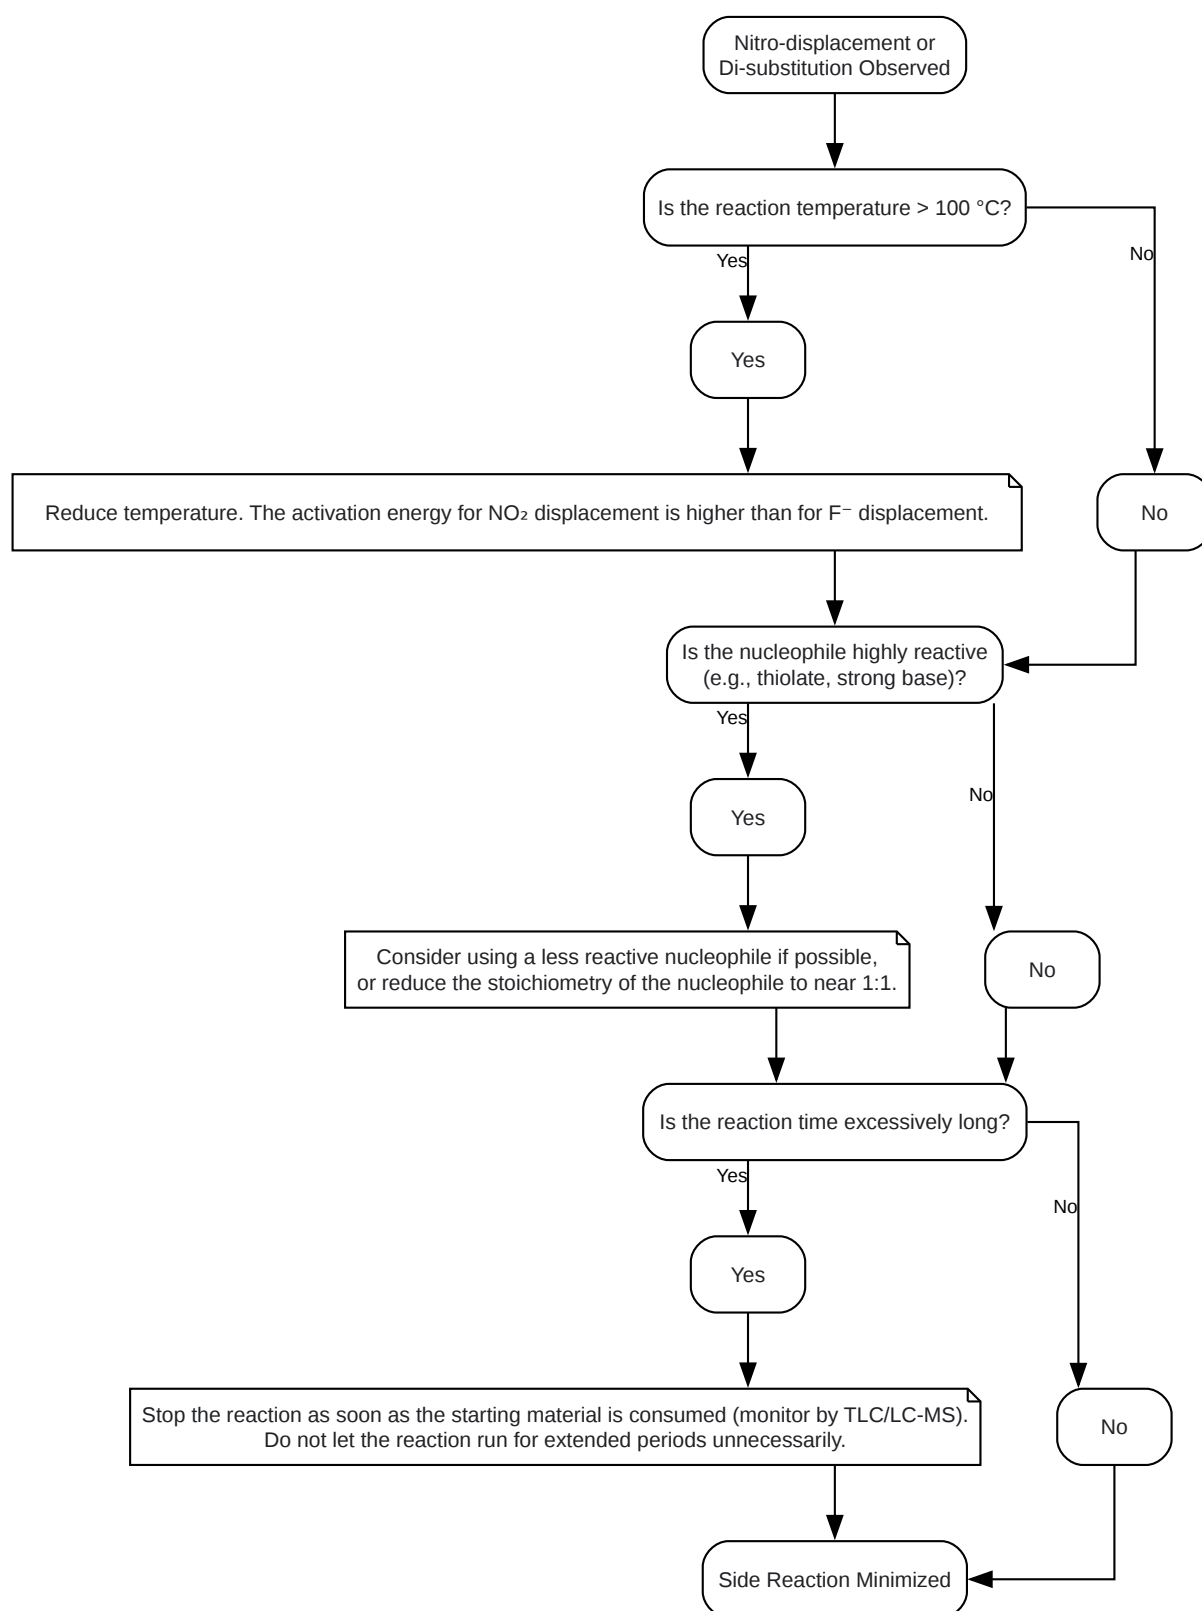 Nitro-displacement or
Di-substitution Observed
Is the reaction temperature > 100 °C?
Yes
No
Yes
Reduce temperature. The activation energy for NO₂ displacement is higher than for F⁻ displacement.
No
Is the nucleophile highly reactive
(e.g., thiolate, strong base)?
Yes
No
Yes
Consider using a less reactive nucleophile if possible,
or reduce the stoichiometry of the nucleophile to near 1:1.
No
Is the reaction time excessively long?
Yes
No
Yes
Stop the reaction as soon as the starting material is consumed (monitor by TLC/LC-MS).
Do not let the reaction run for extended periods unnecessarily.
No
Side Reaction Minimized